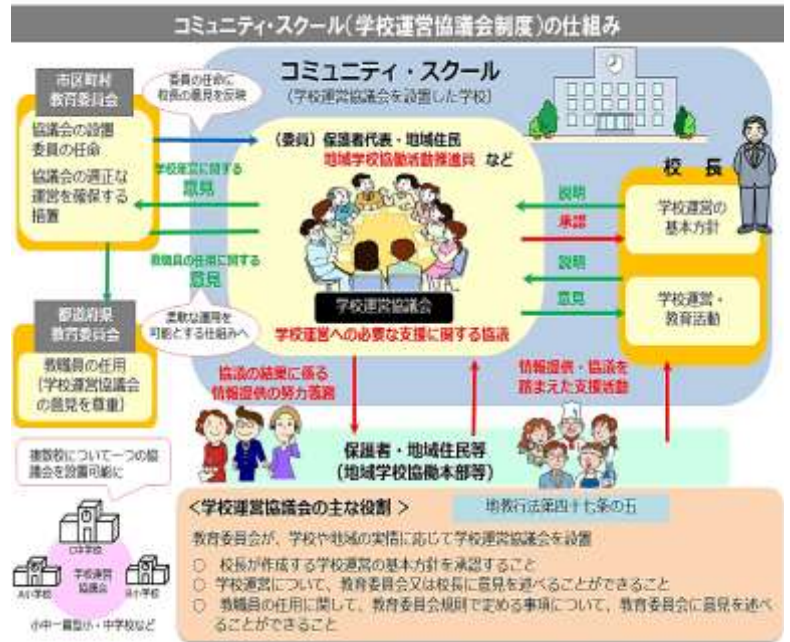 コミュニティ・スクール(学校運営協議会制度)の仕組み
市区町村
教育委員会
協議会の設置
委員の任命
協議会の適正な
運営を確保する
措置
委員の任命に
校長の意見を反映
コミュニティ・スクール
(学校運営協議会を設置した学校)
(委員)保護者代表・地域住民
地域学校協働活動推進員 など
学校運営に関する
意見
教職員の任用に関する
意見
柔軟な運用を
可能とする仕組みへ
学校運営協議会
学校運営への必要な支援に関する協議
校 長
説明
承認
学校運営の
基本方針
説明
意見
学校運営・
教育活動
都道府県
教育委員会
教職員の任用
(学校運営協議会
の意見を尊重)
協議の結果に係る
情報提供の努力義務
情報提供・協議を
踏まえた支援活動
保護者・地域住民等
(地域学校協働本部等)
複数校について一つの協
議会を設置可能に
C中学校
学校運営
協議会
A小学校
B小学校
小中一貫型小・中学校など
<学校運営協議会の主な役割 >
地教行法第四十七条の五
教育委員会が、学校や地域の実情に応じて学校運営協議会を設置
○ 校長が作成する学校運営の基本方針を承認すること
○ 学校運営について、教育委員会又は校長に意見を述べることができること
○ 教職員の任用に関して、教育委員会規則で定める事項について、教育委員会に意見を述べ
ることができること